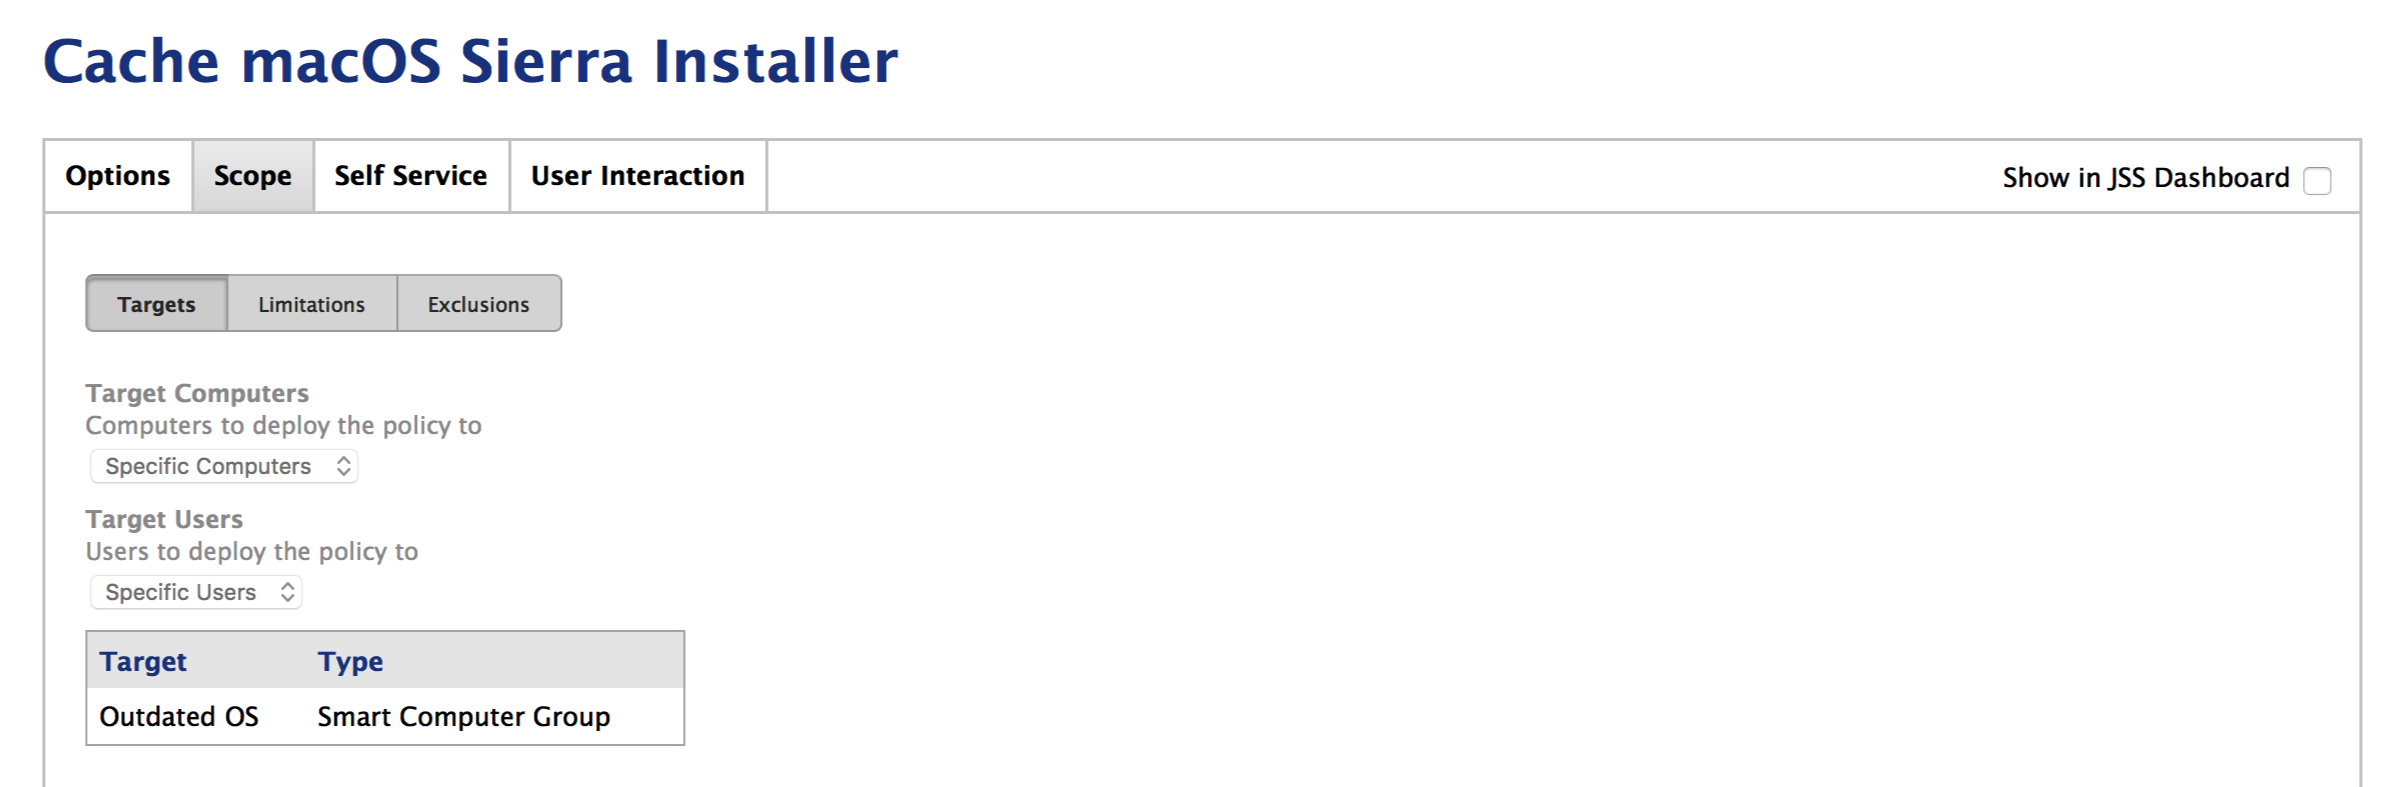 Cache macOS Sierra Installer
Options Scope Self Service User Interaction Show in JSS Dashboard
Targets Limitations Exclusions
Target Computers
Computers to deploy the policy to
Specific Computers
Target Users
Users to deploy the policy to
Specific Users
Target Type
Outdated OS Smart Computer Group